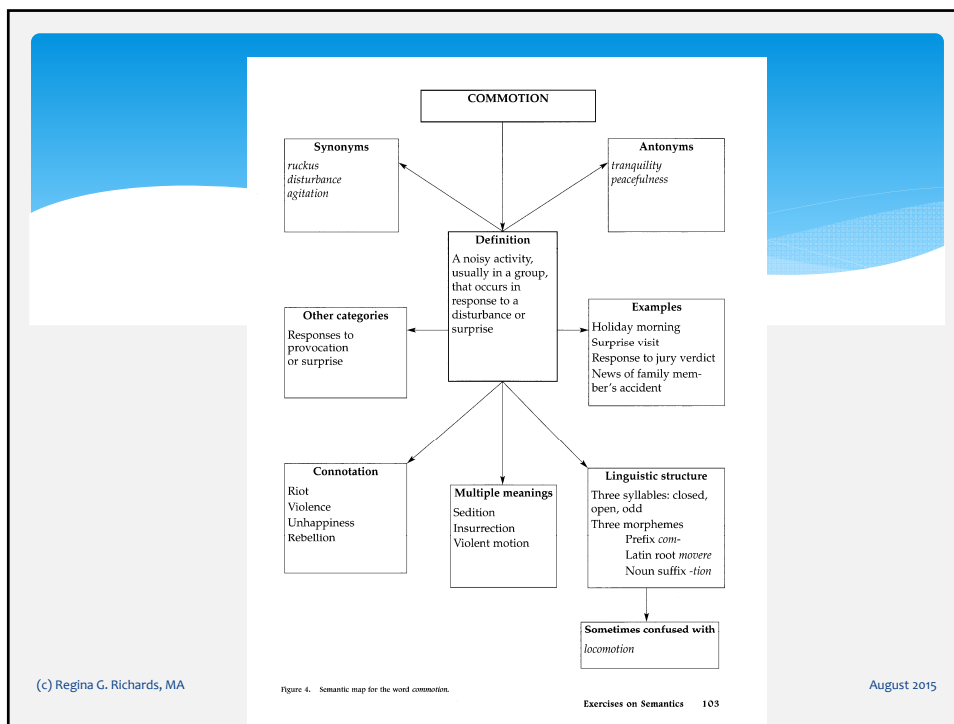 COMMOTION
Synonyms
ruckus
disturbance
agitation
Antonyms
tranquility
peacefulness
Definition
A noisy activity,
usually in a group,
that occurs in
response to a
disturbance or
surprise
Other categories
Responses to
provocation
or surprise
Examples
Holiday morning
Surprise visit
Response to jury verdict
News of family mem-
ber's accident
Connotation
Riot
Violence
Unhappiness
Rebellion
Multiple meanings
Sedition
Insurrection
Violent motion
Linguistic structure
Three syllables: closed,
open, odd
Three morphemes
Prefix com-
Latin root movere
Noun suffix -tion
Sometimes confused with
locomotion
(c) Regina G. Richards, MA
Figure 4. Semantic map for the word commotion.
August 2015
Exercises on Semantics 103